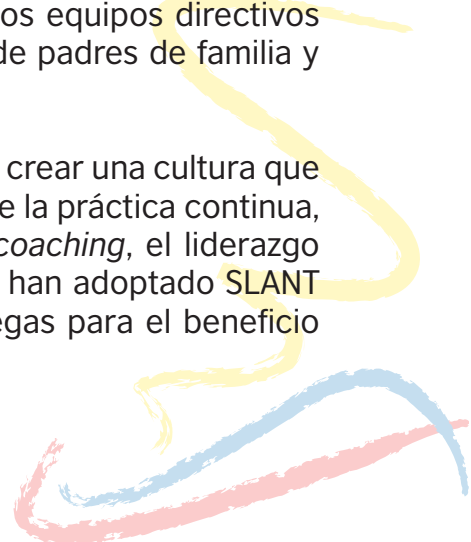 os equipos directivos
de padres de familia y
crear una cultura que
e la práctica continua,
coaching, el liderazgo
han adoptado SLANT
egas para el beneficio